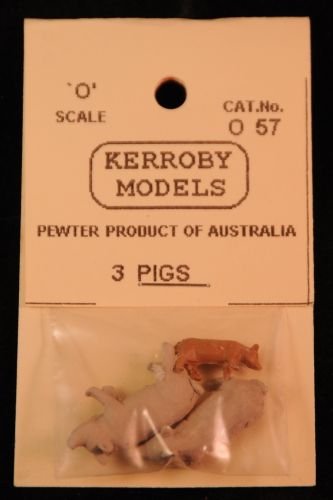 'O' CAT.No.
SCALE O 57
KERROBY
MODELS
PEWTER PRODUCT OF AUSTRALIA
3 PIGS